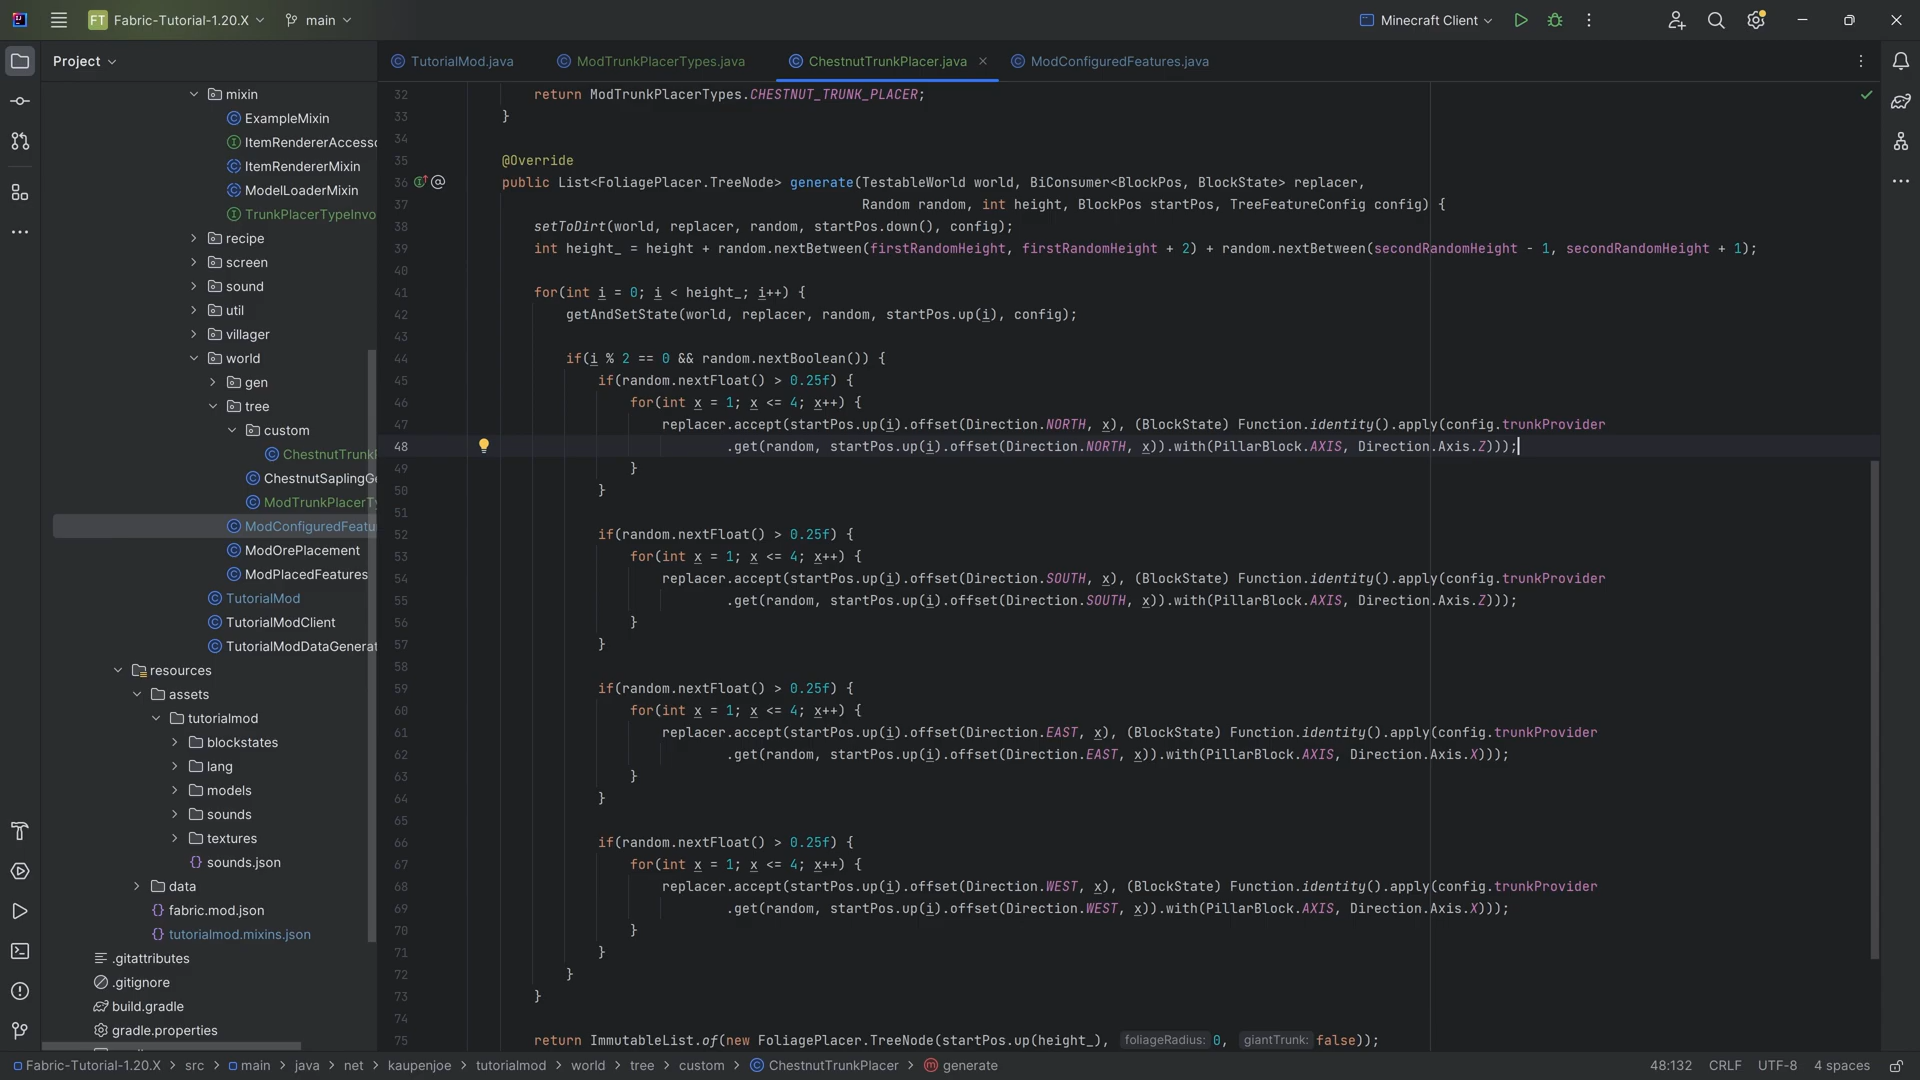 FT Fabric-Tutorial-1.20.X main Minecraft Client
Project
TutorialMod.java ModTrunkPlacerTypes.java ChestnutTrunkPlacer.java ModConfiguredFeatures.java
mixin
ExampleMixin
ItemRendererAccesso
ItemRendererMixin
ModelLoaderMixin
TrunkPlacerTypeInvo
recipe
screen
sound
util
villager
world
gen
tree
custom
ChestnutTrunkP
ChestnutSaplingGe
ModTrunkPlacerTy
ModConfiguredFeatur
ModOrePlacement
ModPlacedFeatures
TutorialMod
TutorialModClient
TutorialModDataGenerat
resources
assets
tutorialmod
blockstates
lang
models
sounds
textures
sounds.json
data
fabric.mod.json
tutorialmod.mixins.json
.gitattributes
.gitignore
build.gradle
gradle.properties
32 return ModTrunkPlacerTypes.CHESTNUT_TRUNK_PLACER;
33 }
34
35 @Override
36 public List<FoliagePlacer.TreeNode> generate(TestableWorld world, BiConsumer<BlockPos, BlockState> replacer,
37 Random random, int height, BlockPos startPos, TreeFeatureConfig config) {
38 setToDirt(world, replacer, random, startPos.down(), config);
39 int height_ = height + random.nextBetween(firstRandomHeight, firstRandomHeight + 2) + random.nextBetween(secondRandomHeight - 1, secondRandomHeight + 1);
40
41 for(int i = 0; i < height_; i++) {
42 getAndSetState(world, replacer, random, startPos.up(i), config);
43
44 if(i % 2 == 0 && random.nextBoolean()) {
45 if(random.nextFloat() > 0.25f) {
46 for(int x = 1; x <= 4; x++) {
47 replacer.accept(startPos.up(i).offset(Direction.NORTH, x), (BlockState) Function.identity().apply(config.trunkProvider
48 .get(random, startPos.up(i).offset(Direction.NORTH, x)).with(PillarBlock.AXIS, Direction.Axis.Z)));
49 }
50 }
51
52 if(random.nextFloat() > 0.25f) {
53 for(int x = 1; x <= 4; x++) {
54 replacer.accept(startPos.up(i).offset(Direction.SOUTH, x), (BlockState) Function.identity().apply(config.trunkProvider
55 .get(random, startPos.up(i).offset(Direction.SOUTH, x)).with(PillarBlock.AXIS, Direction.Axis.Z)));
56 }
57 }
58
59 if(random.nextFloat() > 0.25f) {
60 for(int x = 1; x <= 4; x++) {
61 replacer.accept(startPos.up(i).offset(Direction.EAST, x), (BlockState) Function.identity().apply(config.trunkProvider
62 .get(random, startPos.up(i).offset(Direction.EAST, x)).with(PillarBlock.AXIS, Direction.Axis.X)));
63 }
64 }
65
66 if(random.nextFloat() > 0.25f) {
67 for(int x = 1; x <= 4; x++) {
68 replacer.accept(startPos.up(i).offset(Direction.WEST, x), (BlockState) Function.identity().apply(config.trunkProvider
69 .get(random, startPos.up(i).offset(Direction.WEST, x)).with(PillarBlock.AXIS, Direction.Axis.X)));
70 }
71 }
72 }
73 }
74
75 return ImmutableList.of(new FoliagePlacer.TreeNode(startPos.up(height_), foliageRadius: 0, giantTrunk: false));
Fabric-Tutorial-1.20.X > src > main > java > net > kaupenjoe > tutorialmod > world > tree > custom > ChestnutTrunkPlacer > generate 48:132 CRLF UTF-8 4 spaces